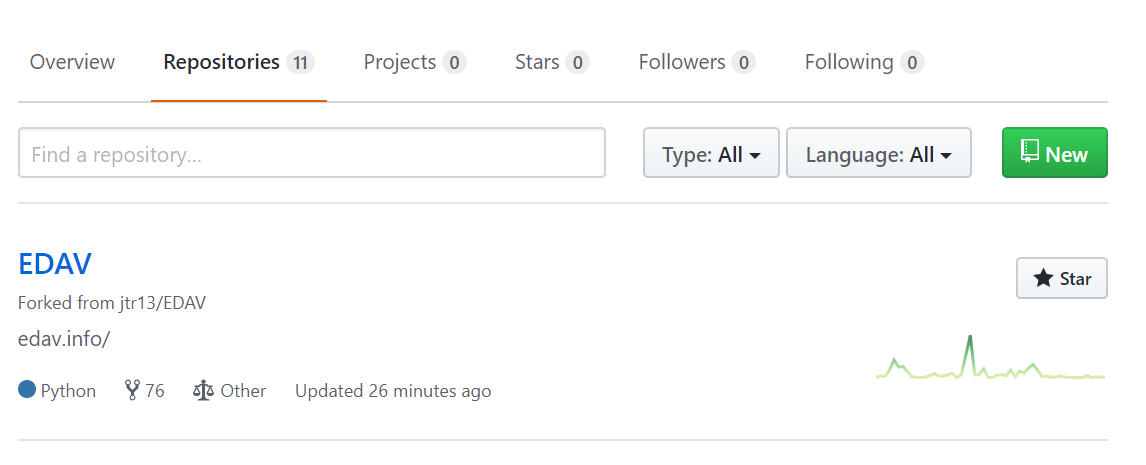 Overview Repositories 11 Projects 0 Stars 0 Followers 0 Following 0
Find a repository... Type: All Language: All New
EDAV
Star
Forked from jtr13/EDAV
edav.info/
Python 76 Other Updated 26 minutes ago